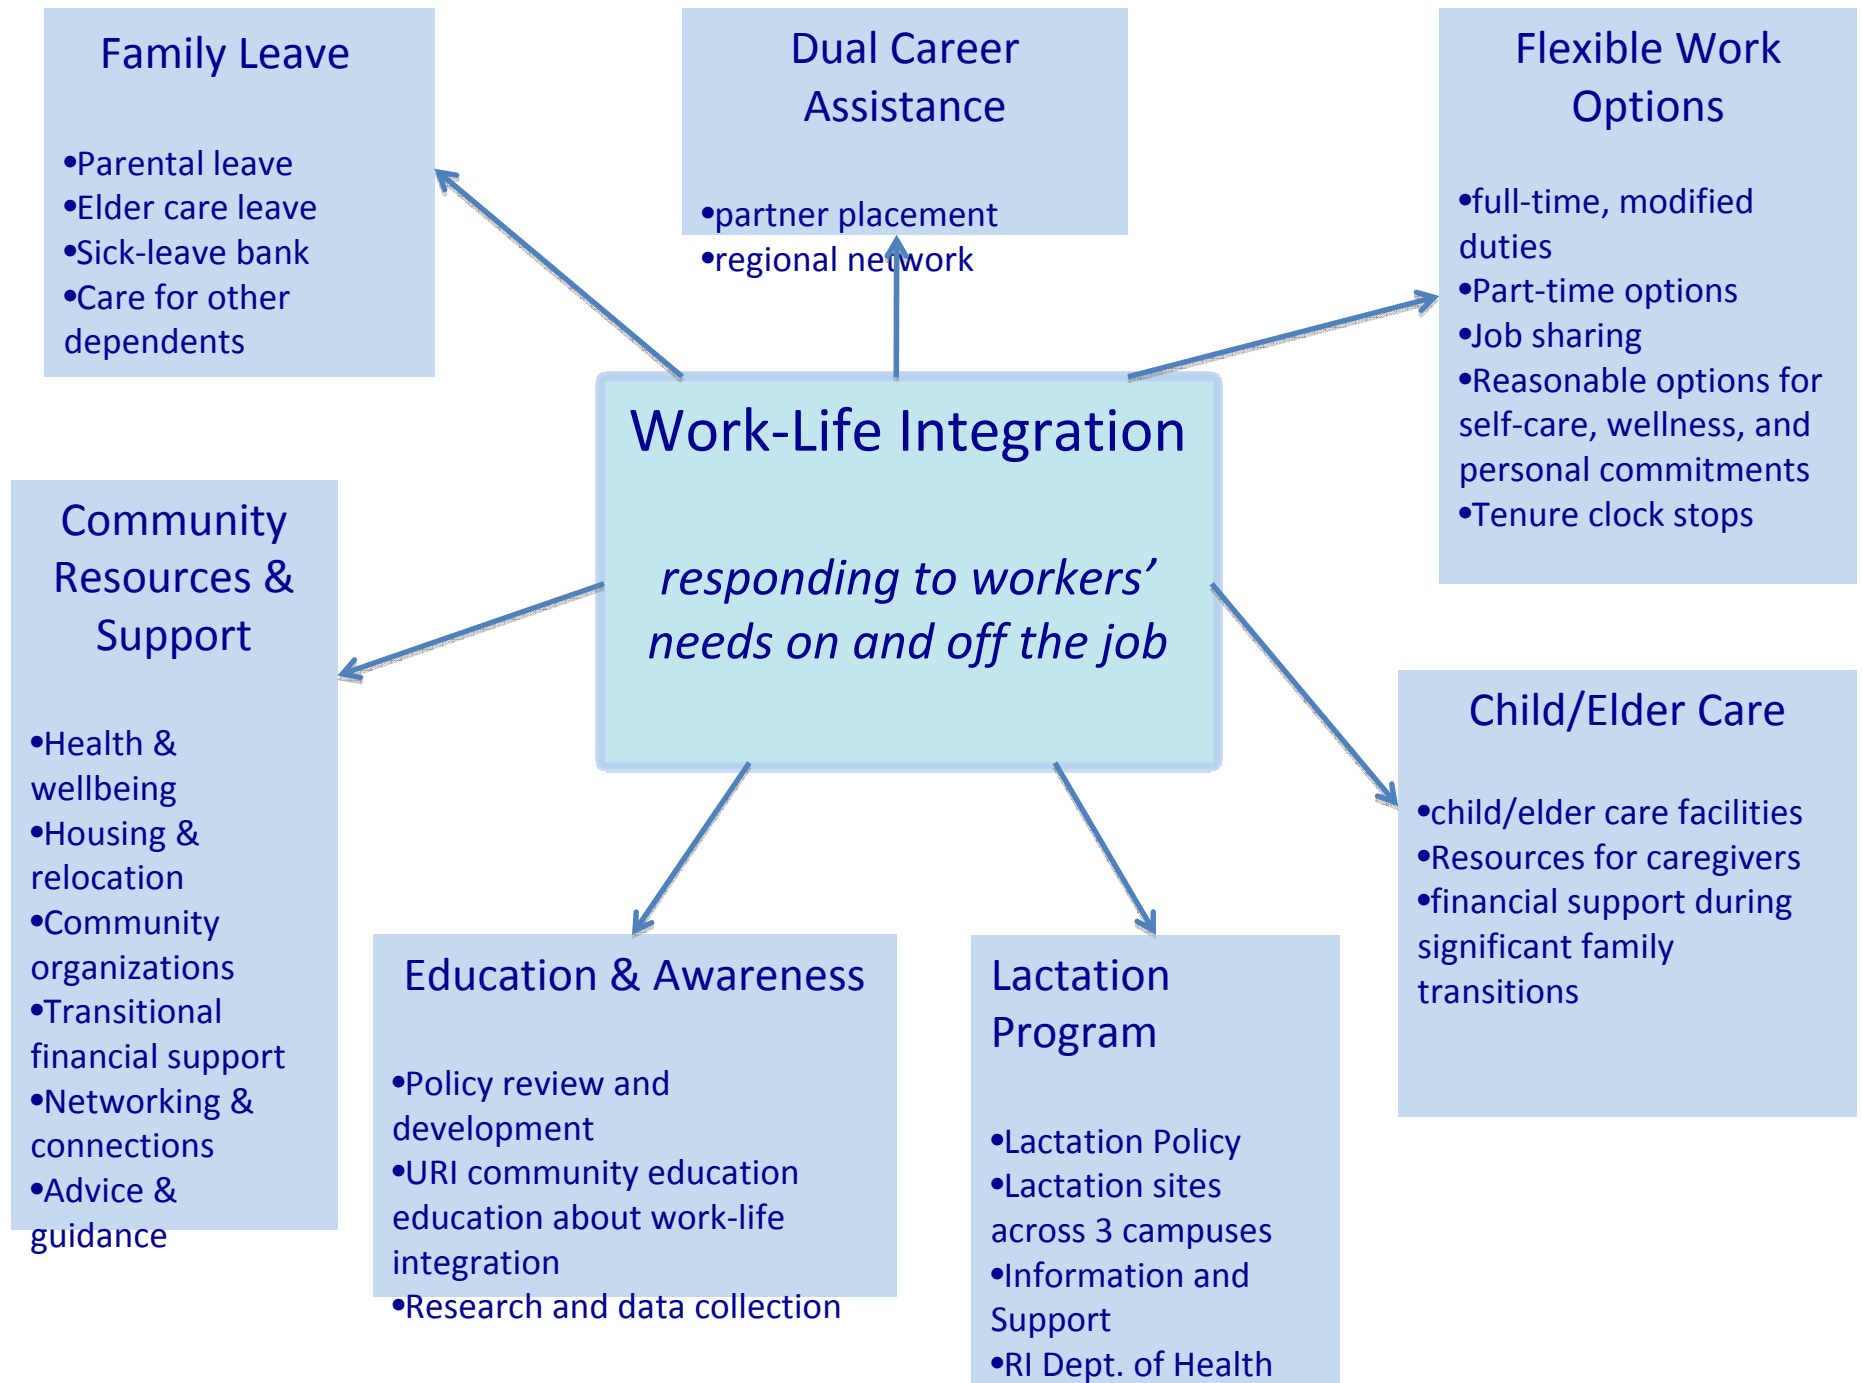 Family Leave
•Parental leave
•Elder care leave
•Sick-leave bank
•Care for other
dependents
Dual Career
Assistance
•partner placement
•regional network
Flexible Work
Options
•full-time, modified
duties
•Part-time options
•Job sharing
•Reasonable options for
self-care, wellness, and
personal commitments
•Tenure clock stops
Work-Life Integration
responding to workers’
needs on and off the job
Community
Resources &
Support
•Health &
wellbeing
•Housing &
relocation
•Community
organizations
•Transitional
financial support
•Networking &
connections
•Advice &
guidance
Education & Awareness
•Policy review and
development
•URI community education
education about work-life
integration
•Research and data collection
Lactation
Program
•Lactation Policy
•Lactation sites
across 3 campuses
•Information and
Support
•RI Dept. of Health
Child/Elder Care
•child/elder care facilities
•Resources for caregivers
•financial support during
significant family
transitions